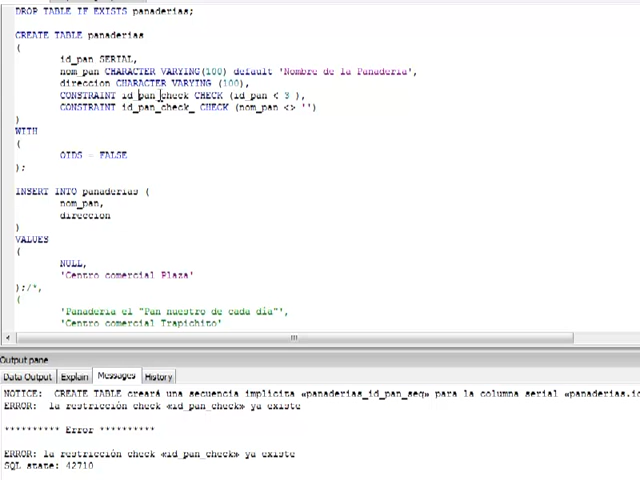 DROP TABLE IF EXISTS panaderias;
CREATE TABLE panaderias
(
id_pan SERIAL,
nom_pan CHARACTER VARYING(100) default 'Nombre de la Panaderia',
direccion CHARACTER VARYING (100),
CONSTRAINT id_pan_check CHECK (id_pan < 3 ),
CONSTRAINT id_pan_check_ CHECK (nom_pan <> '')
)
WITH
(
OIDS = FALSE
);
INSERT INTO panaderias (
nom_pan,
direccion
)
VALUES
(
NULL,
'Centro comercial Plaza'
);/*,
(
'Panaderia el "Pan nuestro de cada día"',
'Centro comercial Trapichito'
Output pane
Data Output Explain Messages History
NOTICE: CREATE TABLE creará una secuencia implícita «panaderias_id_pan_seq» para la columna serial «panaderias.id
ERROR: la restricción check «id_pan_check» ya existe
********** Error **********
ERROR: la restricción check «id_pan_check» ya existe
SQL state: 42710